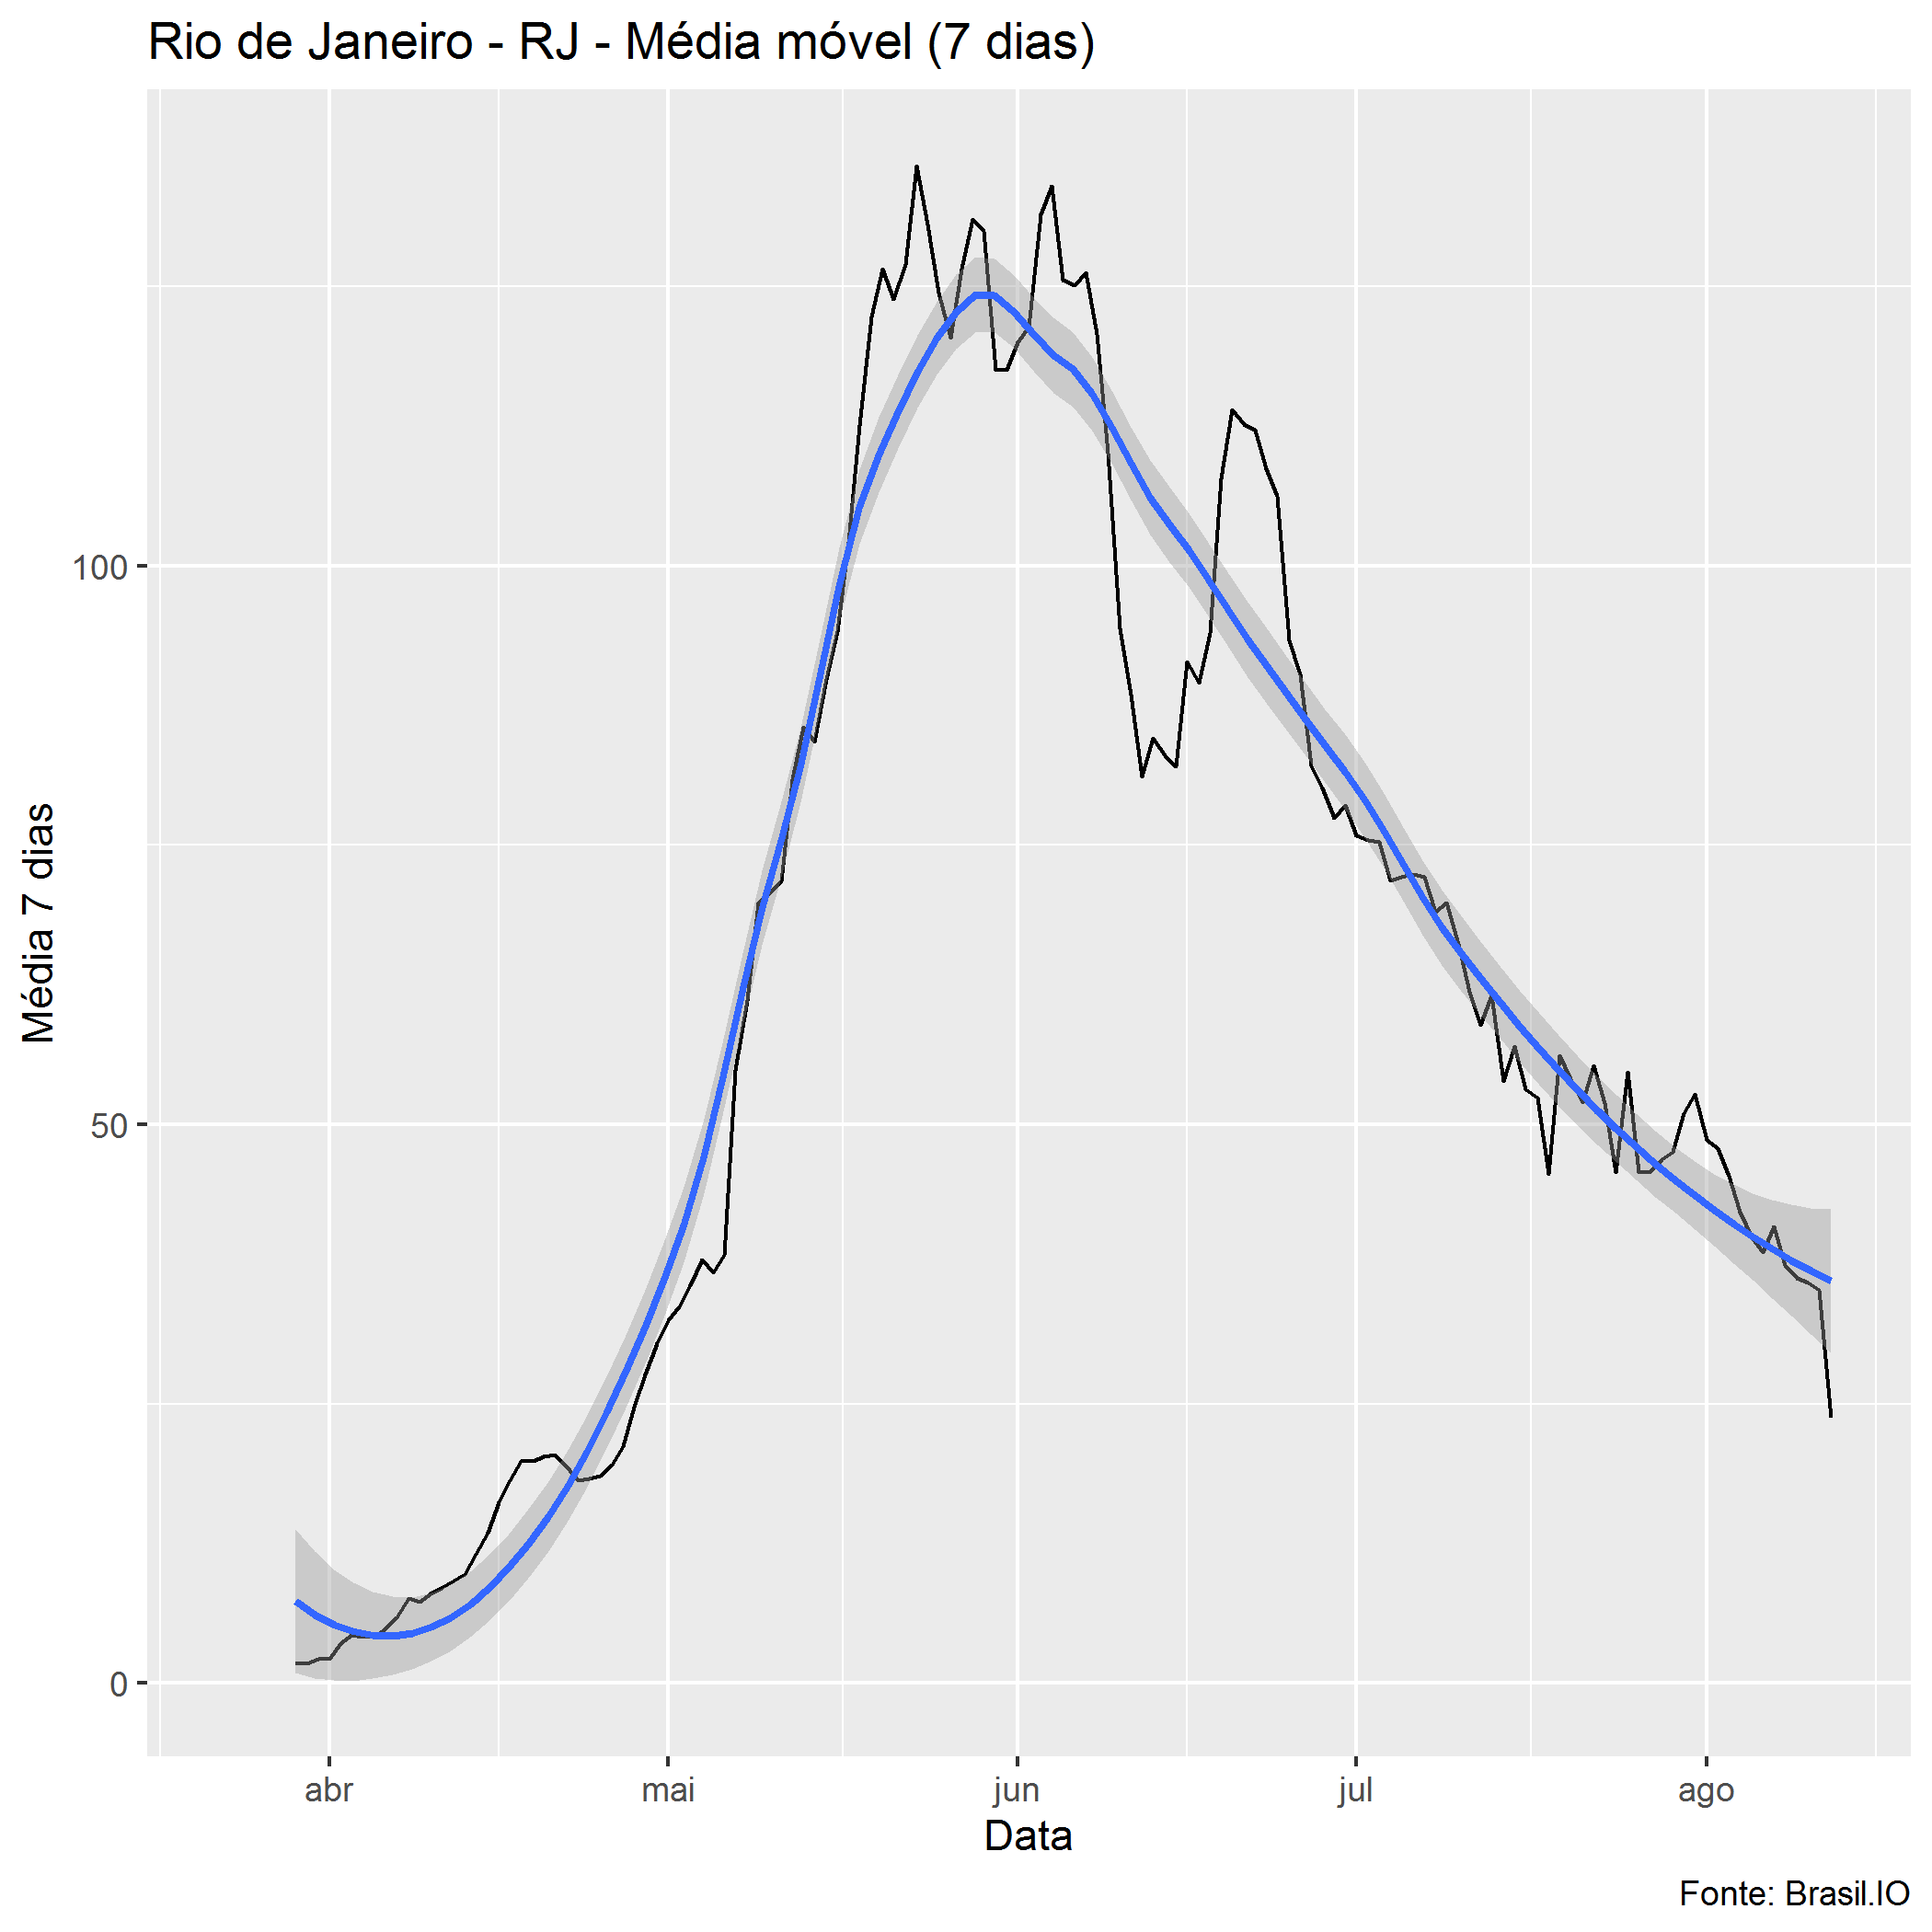 Rio de Janeiro - RJ - Média móvel (7 dias)
Média 7 dias
100
50
0
abr
mai
jun
jul
ago
Data
Fonte: Brasil.IO